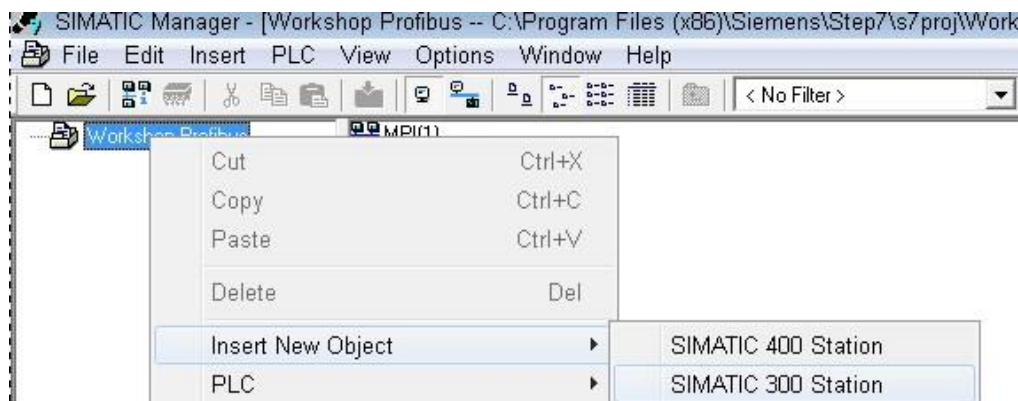 SIMATIC Manager - [Workshop Profibus -- C:\Program Files (x86)\Siemens\Step7\s7proj\Work
File Edit Insert PLC View Options Window Help
< No Filter >
Workshop Profibus MPI(1)
Cut Ctrl+X
Copy Ctrl+C
Paste Ctrl+V
Delete Del
Insert New Object SIMATIC 400 Station
PLC SIMATIC 300 Station